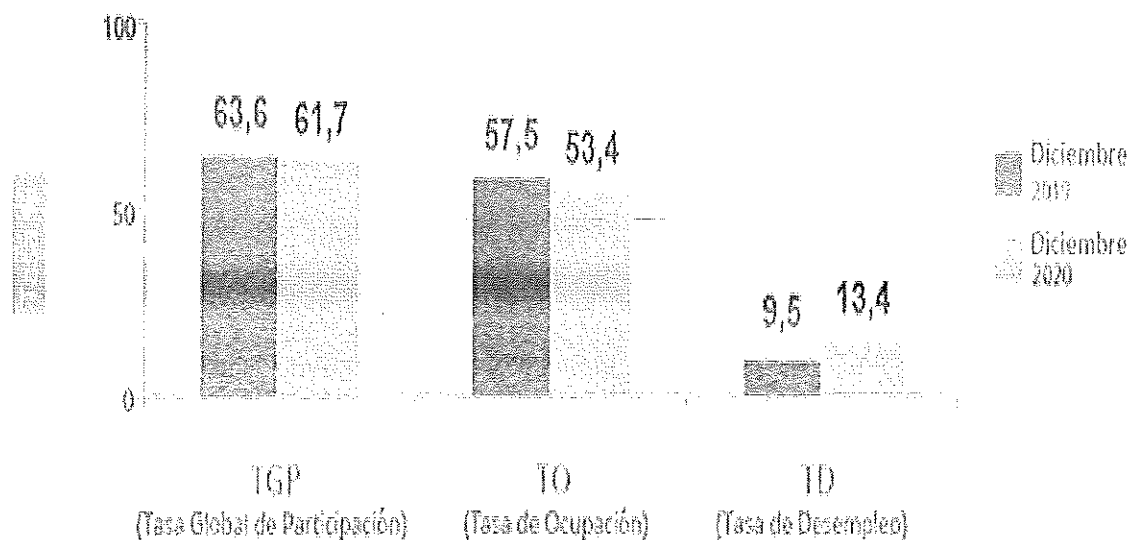 100
63,6 61,7
57,5 53,4
50
9,5 13,4
0
Diciembre
2019
Diciembre
2020
TGP
(Tasa Global de Participación)
TO
(Tasa de Ocupación)
TD
(Tasa de Desempleo)